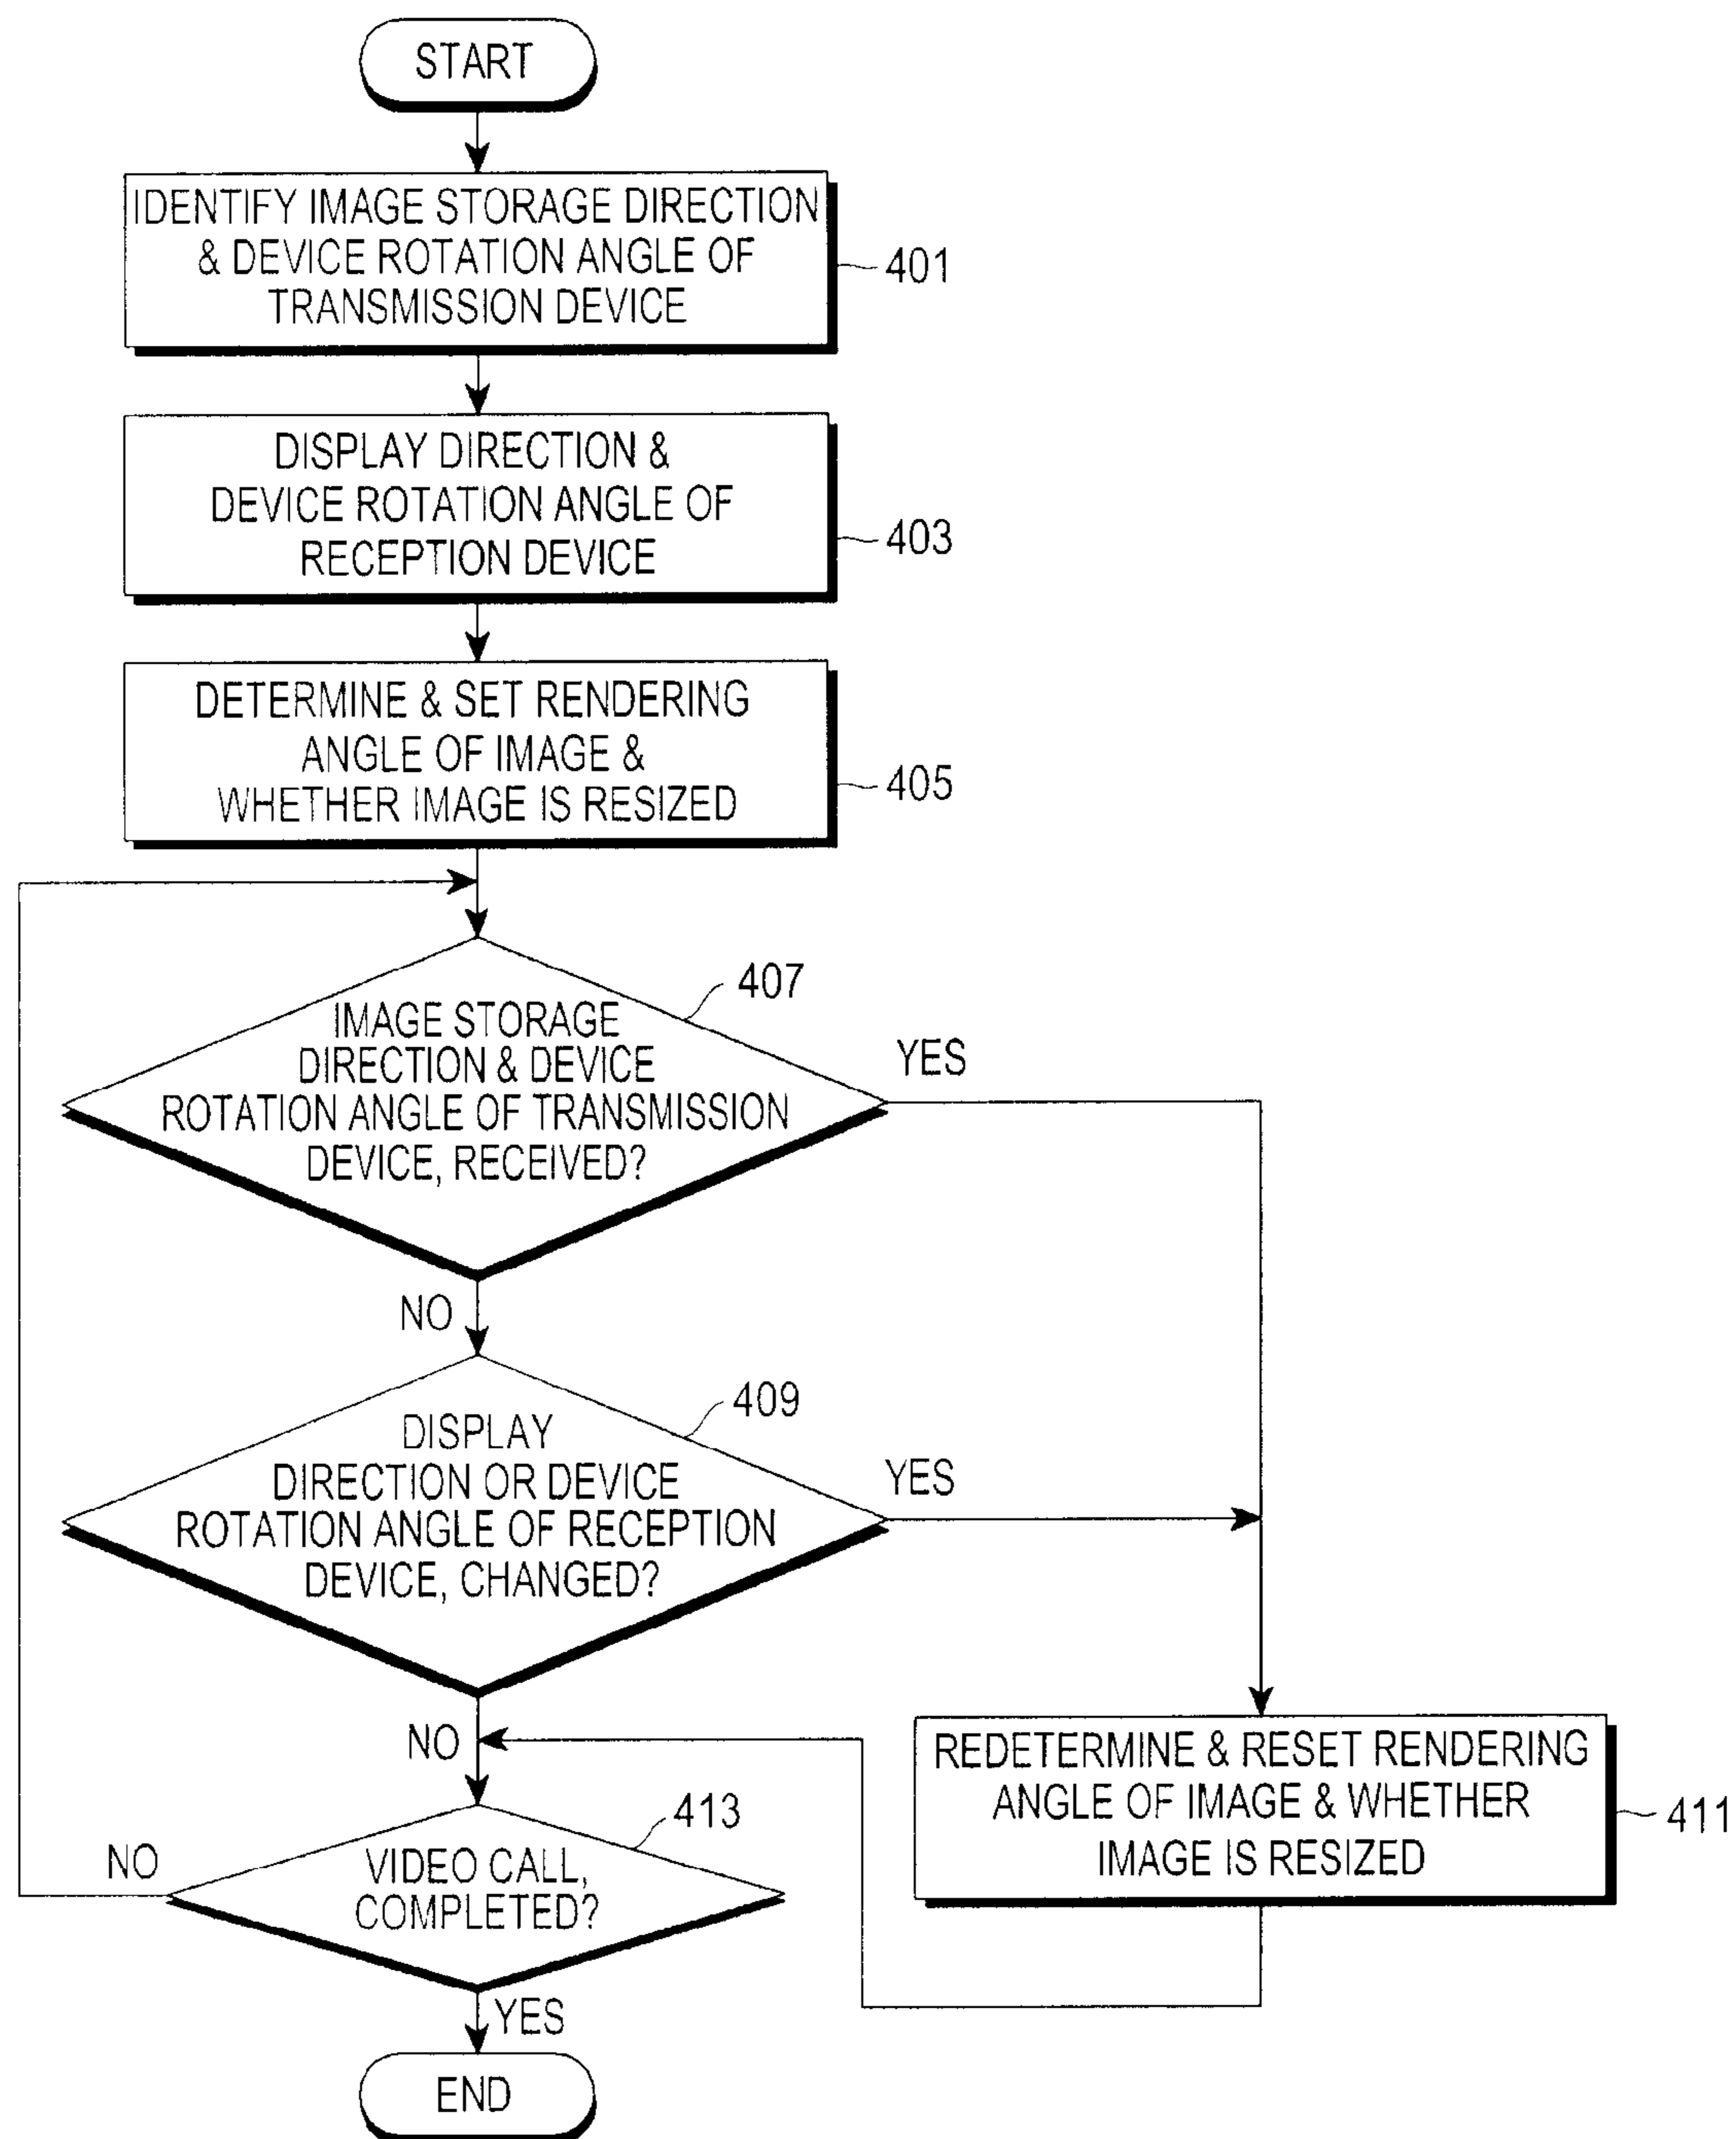 START
IDENTIFY IMAGE STORAGE DIRECTION
& DEVICE ROTATION ANGLE OF
TRANSMISSION DEVICE
401
DISPLAY DIRECTION &
DEVICE ROTATION ANGLE OF
RECEPTION DEVICE
403
DETERMINE & SET RENDERING
ANGLE OF IMAGE &
WHETHER IMAGE IS RESIZED
405
407
IMAGE STORAGE
DIRECTION & DEVICE
ROTATION ANGLE OF TRANSMISSION
DEVICE, RECEIVED?
YES
NO
409
DISPLAY
DIRECTION OR DEVICE
ROTATION ANGLE OF RECEPTION
DEVICE, CHANGED?
YES
NO
REDETERMINE & RESET RENDERING
ANGLE OF IMAGE & WHETHER
IMAGE IS RESIZED
411
413
VIDEO CALL,
COMPLETED?
NO
YES
END